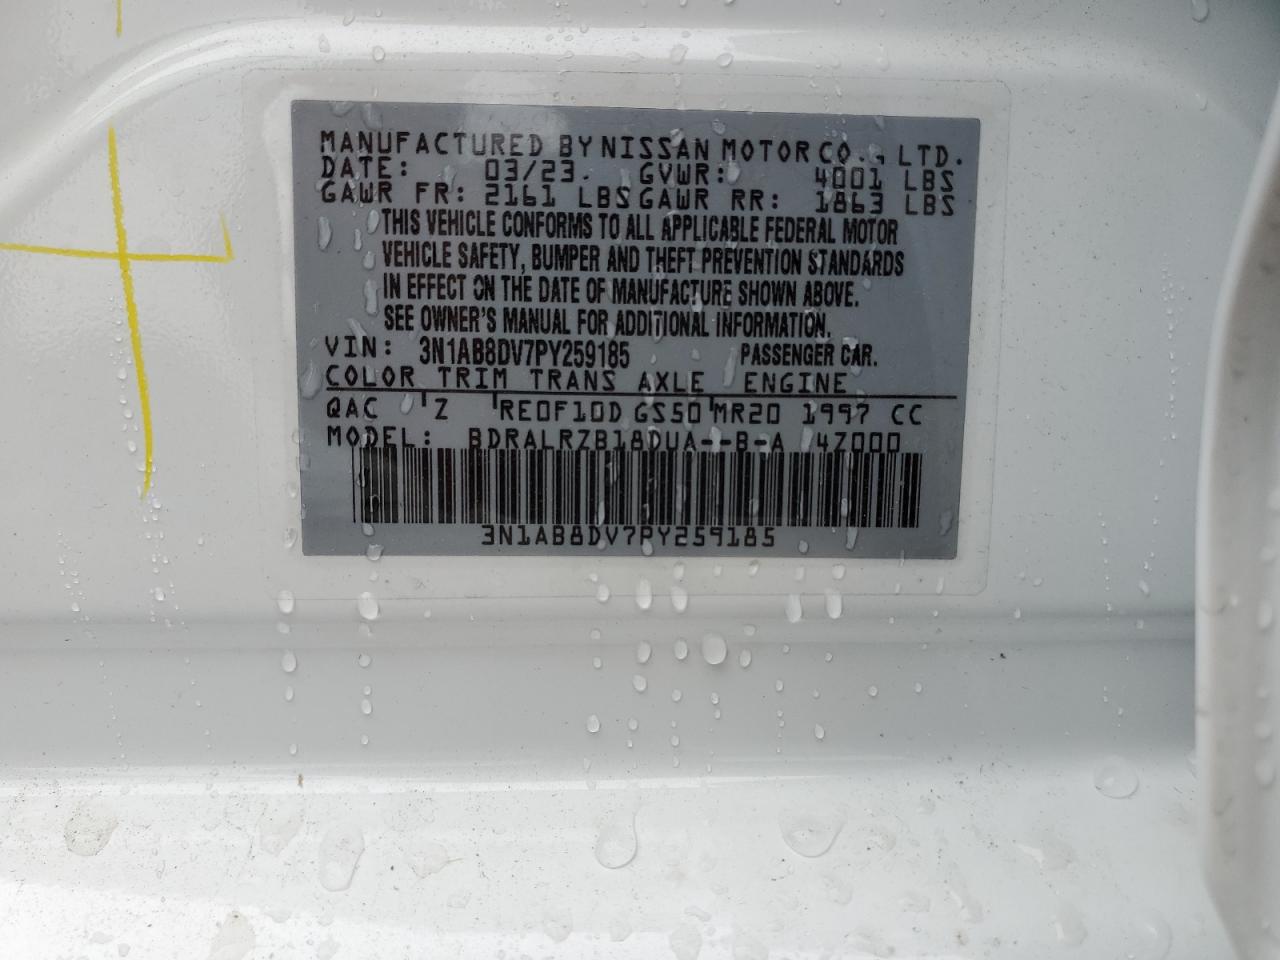 MANUFACTURED BY NISSAN MOTOR CO., LTD.
DATE: 03/23. GVWR: 4001 LBS
GAWR FR: 2161 LBS GAWR RR: 1863 LBS
THIS VEHICLE CONFORMS TO ALL APPLICABLE FEDERAL MOTOR
VEHICLE SAFETY, BUMPER AND THEFT PREVENTION STANDARDS
IN EFFECT ON THE DATE OF MANUFACTURE SHOWN ABOVE.
SEE OWNER'S MANUAL FOR ADDITIONAL INFORMATION.
VIN: 3N1AB8DV7PY259185 PASSENGER CAR.
COLOR TRIM TRANS AXLE ENGINE
QAC Z RE0F10D GS50 MR20 1997 CC
MODEL: BDRALRZB18DUA--B-A 4Z000
3N1AB8DV7PY259185